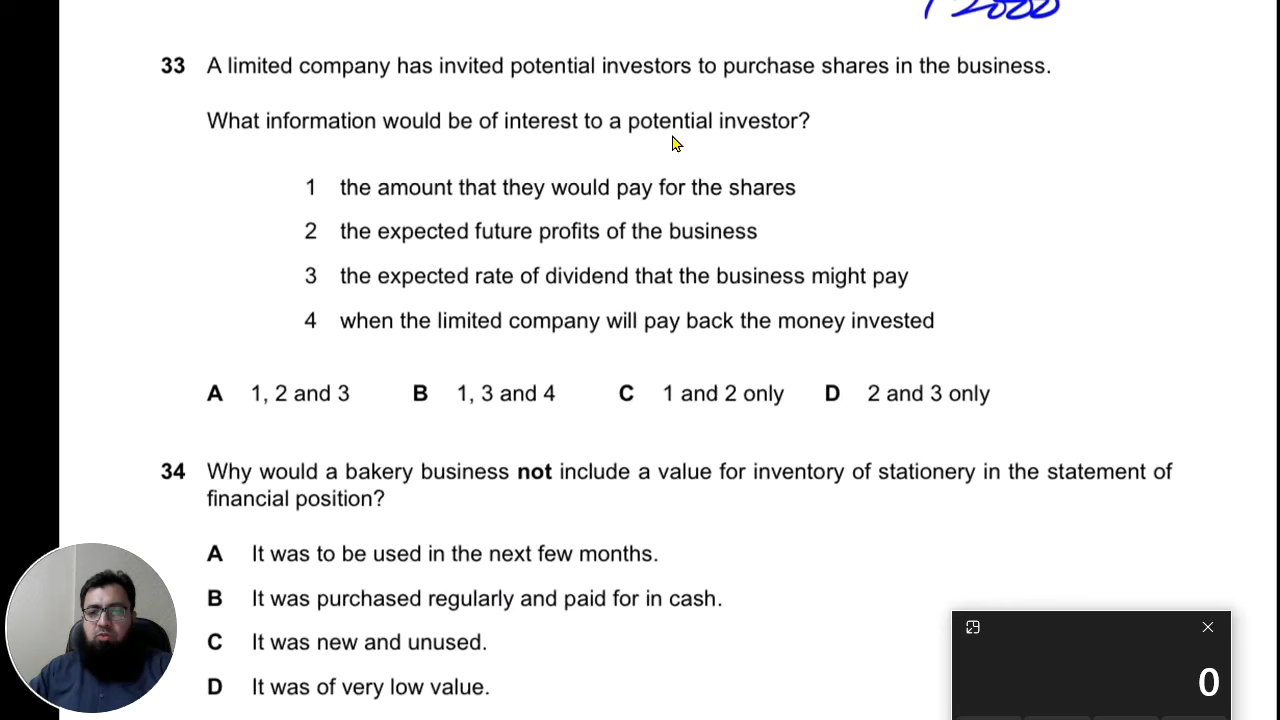 12000
33 A limited company has invited potential investors to purchase shares in the business.
What information would be of interest to a potential investor?
1 the amount that they would pay for the shares
2 the expected future profits of the business
3 the expected rate of dividend that the business might pay
4 when the limited company will pay back the money invested
A 1, 2 and 3 B 1, 3 and 4 C 1 and 2 only D 2 and 3 only
34 Why would a bakery business not include a value for inventory of stationery in the statement of
financial position?
A It was to be used in the next few months.
B It was purchased regularly and paid for in cash.
C It was new and unused.
D It was of very low value.
0